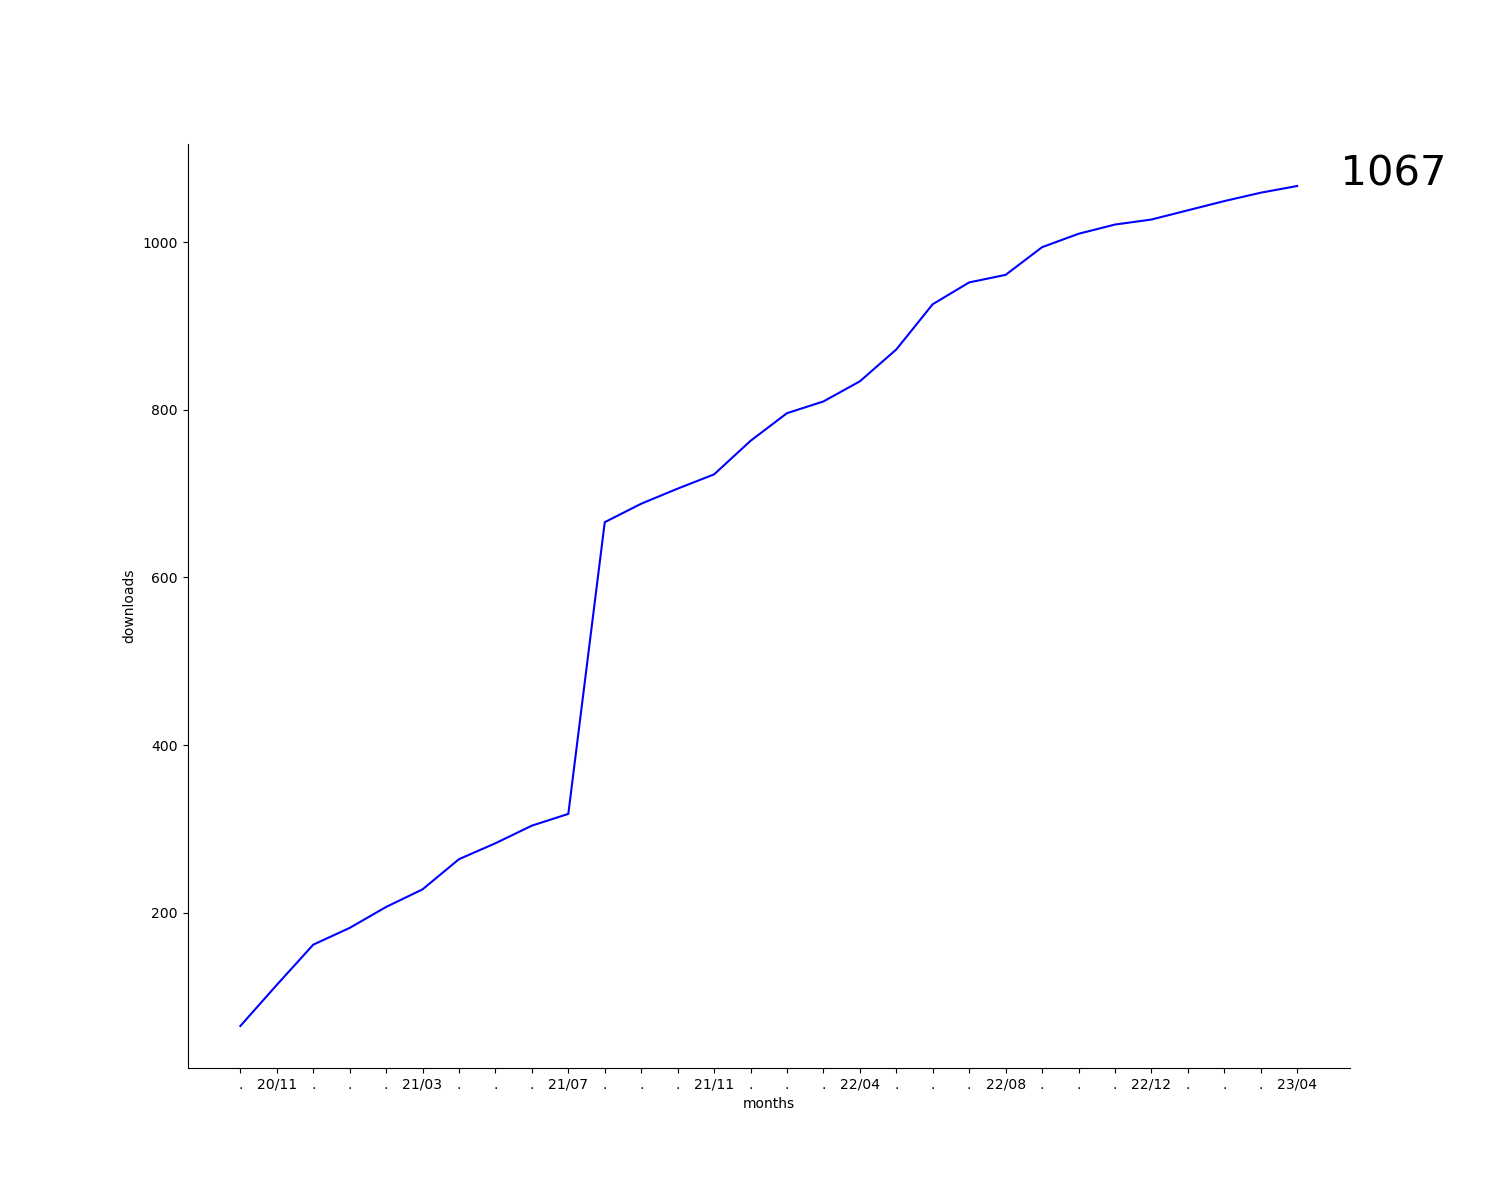 1067
1000
800
600
400
200
downloads
. 20/11 . . . 21/03 . . . 21/07 . . . 21/11 . . . 22/04 . . . 22/08 . . . 22/12 . . . 23/04
months